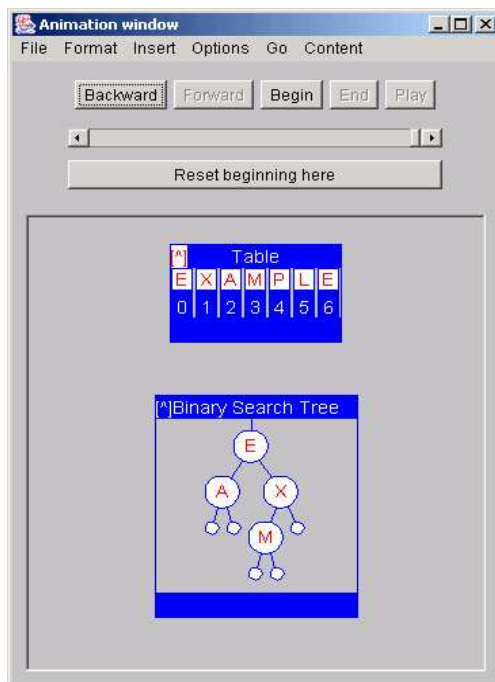 Animation window
File Format Insert Options Go Content
Backward Forward Begin End Play
Reset beginning here
[^] Table
E X A M P L E
0 1 2 3 4 5 6
[^]Binary Search Tree
E
A X
M